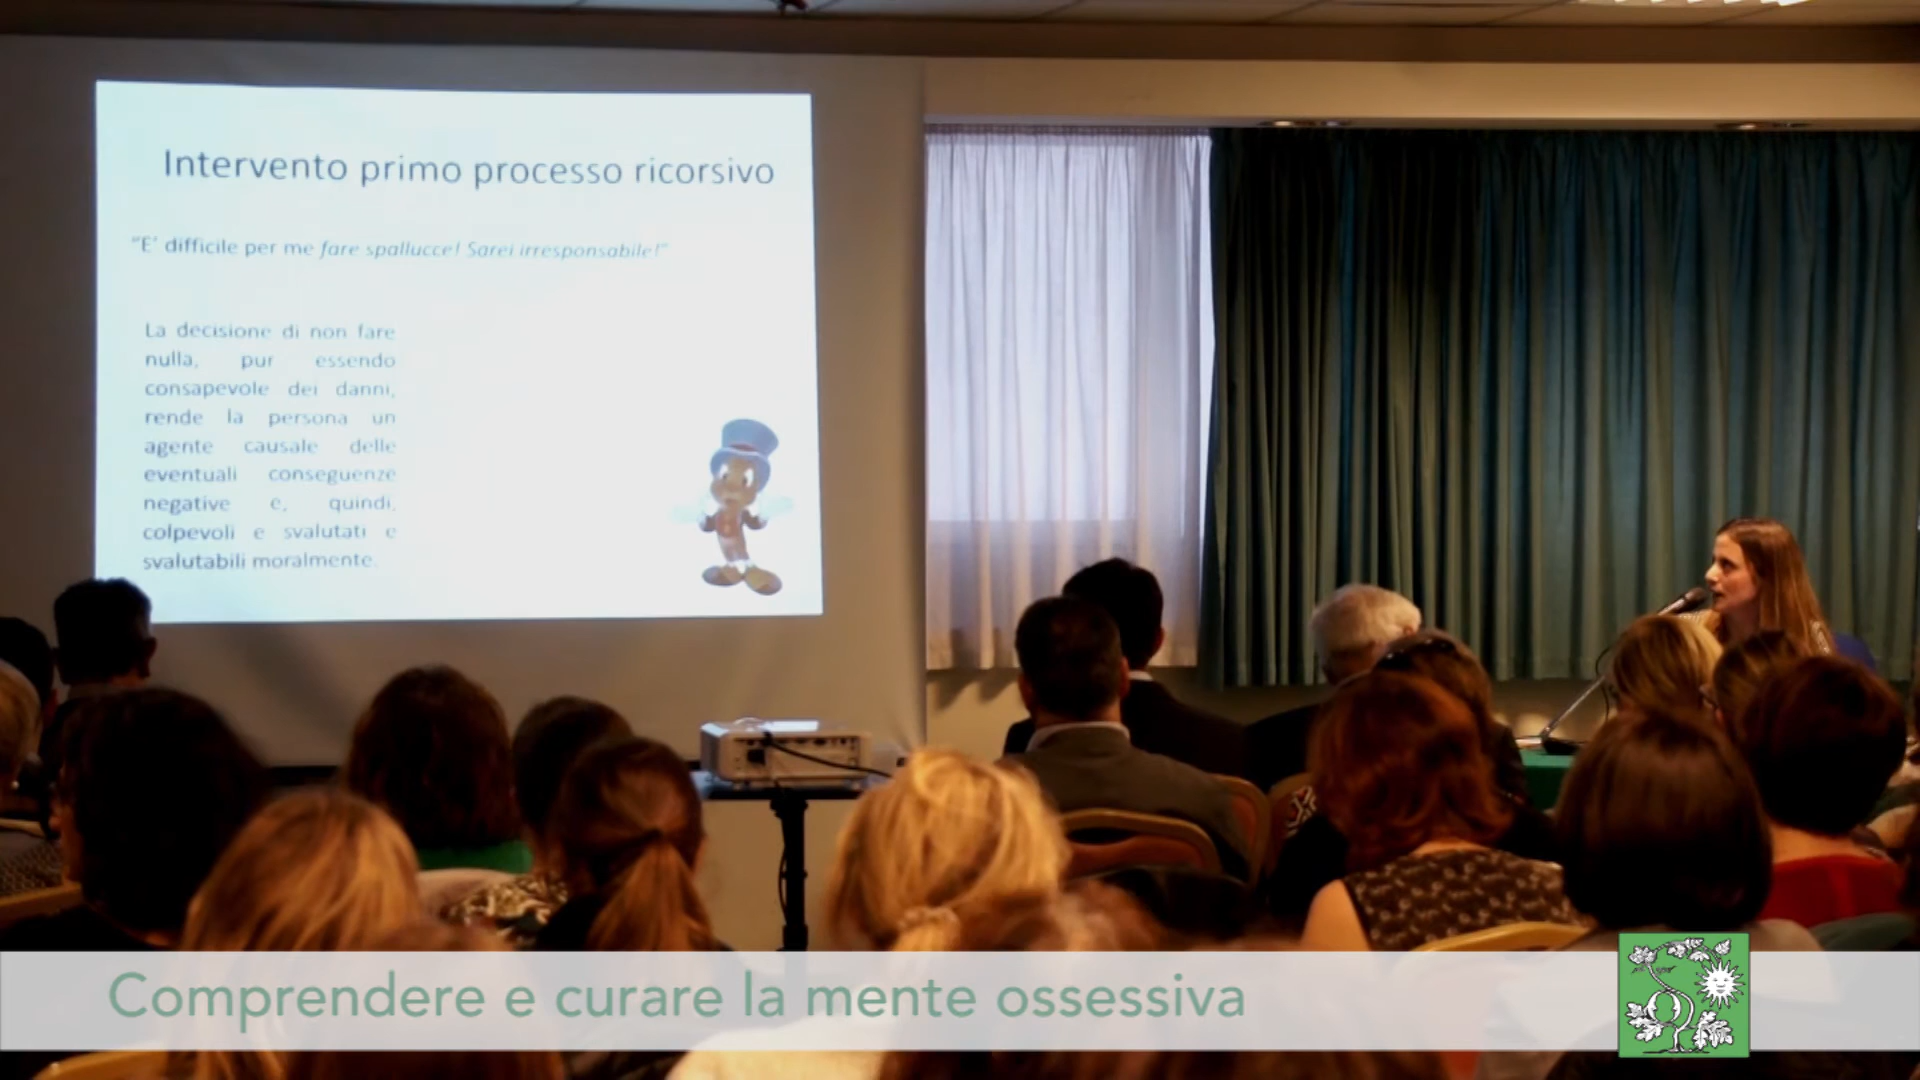 Intervento primo processo ricorsivo
"E' difficile per me fare spallucce! Sarei irresponsabile!"
La decisione di non fare
nulla, pur essendo
consapevole dei danni,
rende la persona un
agente causale delle
eventuali conseguenze
negative e, quindi,
colpevoli e svalutati e
svalutabili moralmente.
Comprendere e curare la mente ossessiva